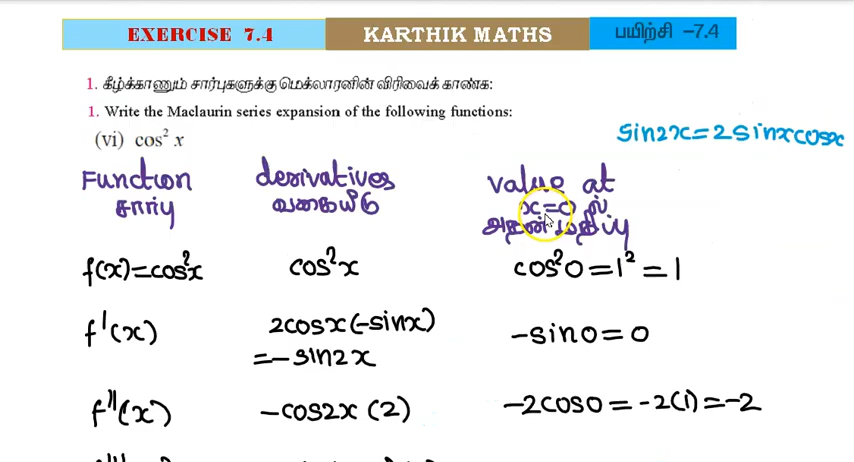 EXERCISE 7.4 KARTHIK MATHS பயிற்சி –7.4
1. கீழ்க்காணும் சார்புகளுக்கு மெக்லாரனின் விரிவைக் காண்க:
1. Write the Maclaurin series expansion of the following functions:
(vi) cos² x
sin2x=2sinxcosx
Function derivatives value at
சார்பு வகையீடு x=0 ல்
அதன் மதிப்பு
f(x)=cos²x cos²x cos²0=1²=1
f'(x) 2cosx(-sinx) -sin0=0
=-sin2x
f''(x) -cos2x(2) -2cos0=-2(1)=-2